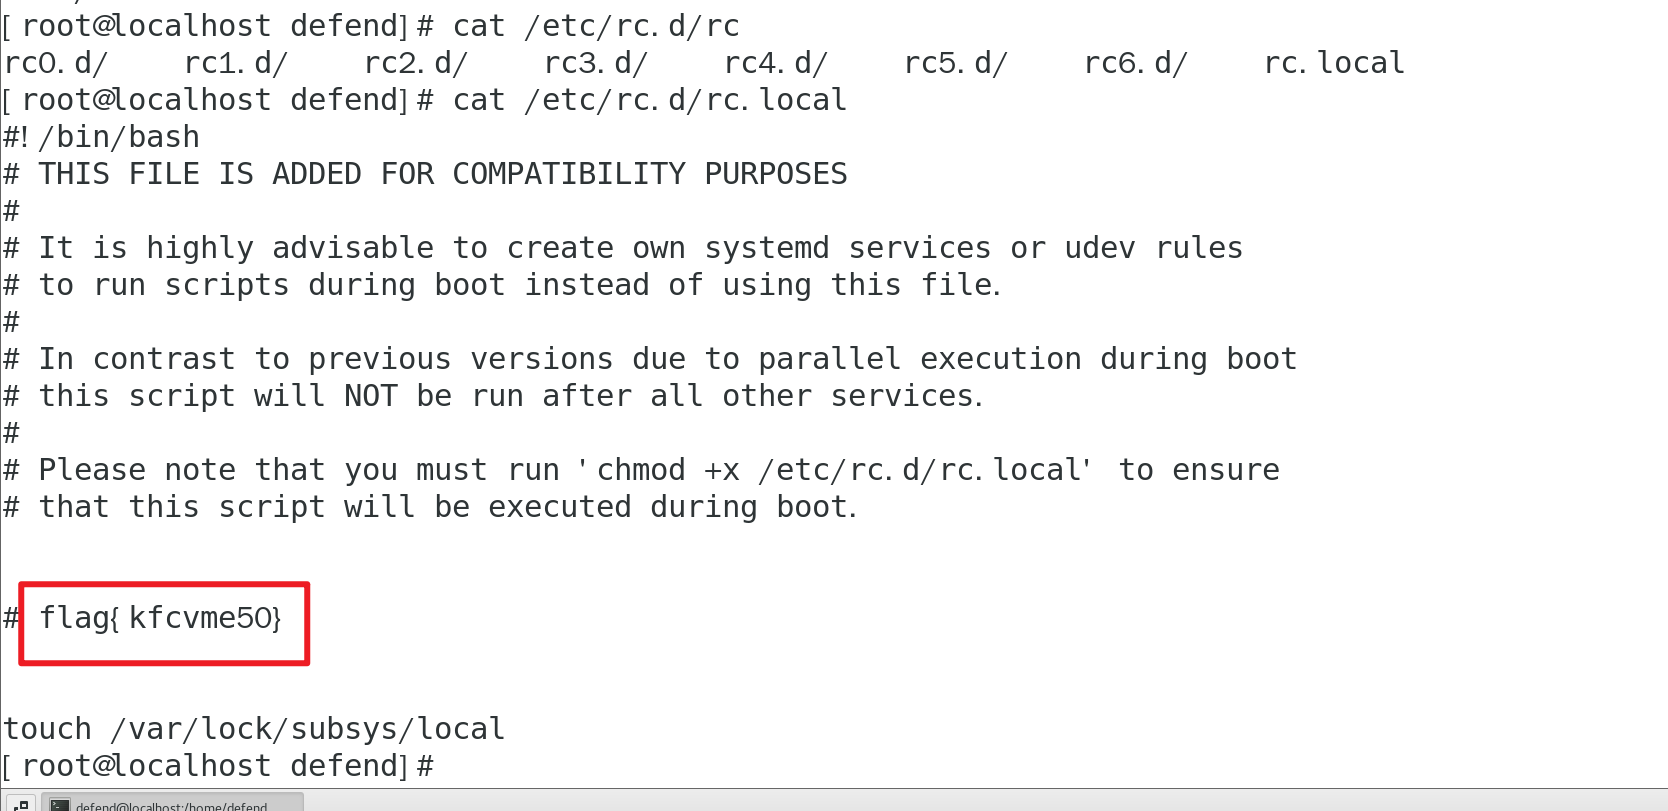 [root@localhost defend]# cat /etc/rc.d/rc
rc0.d/    rc1.d/    rc2.d/    rc3.d/    rc4.d/    rc5.d/    rc6.d/    rc.local
[root@localhost defend]# cat /etc/rc.d/rc.local
#!/bin/bash
# THIS FILE IS ADDED FOR COMPATIBILITY PURPOSES
#
# It is highly advisable to create own systemd services or udev rules
# to run scripts during boot instead of using this file.
#
# In contrast to previous versions due to parallel execution during boot
# this script will NOT be run after all other services.
#
# Please note that you must run 'chmod +x /etc/rc.d/rc.local' to ensure
# that this script will be executed during boot.
# flag{kfcvme50}
touch /var/lock/subsys/local
[root@localhost defend]#
defend@localhost:/home/defend